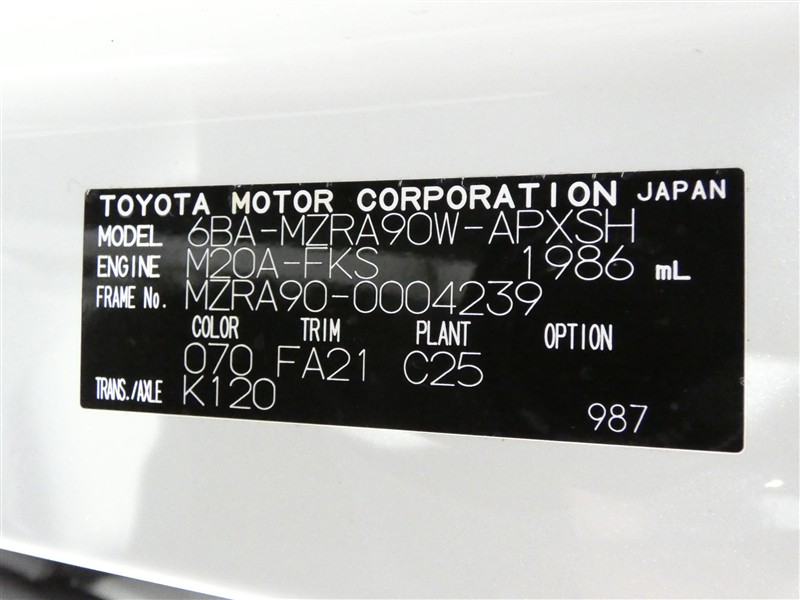 TOYOTA MOTOR CORPORATION JAPAN
MODEL 6BA-MZRA90W-APXSH
ENGINE M20A-FKS 1986 mL
FRAME No. MZRA90-0004239
COLOR TRIM PLANT OPTION
070 FA21 C25
TRANS./AXLE K120
987